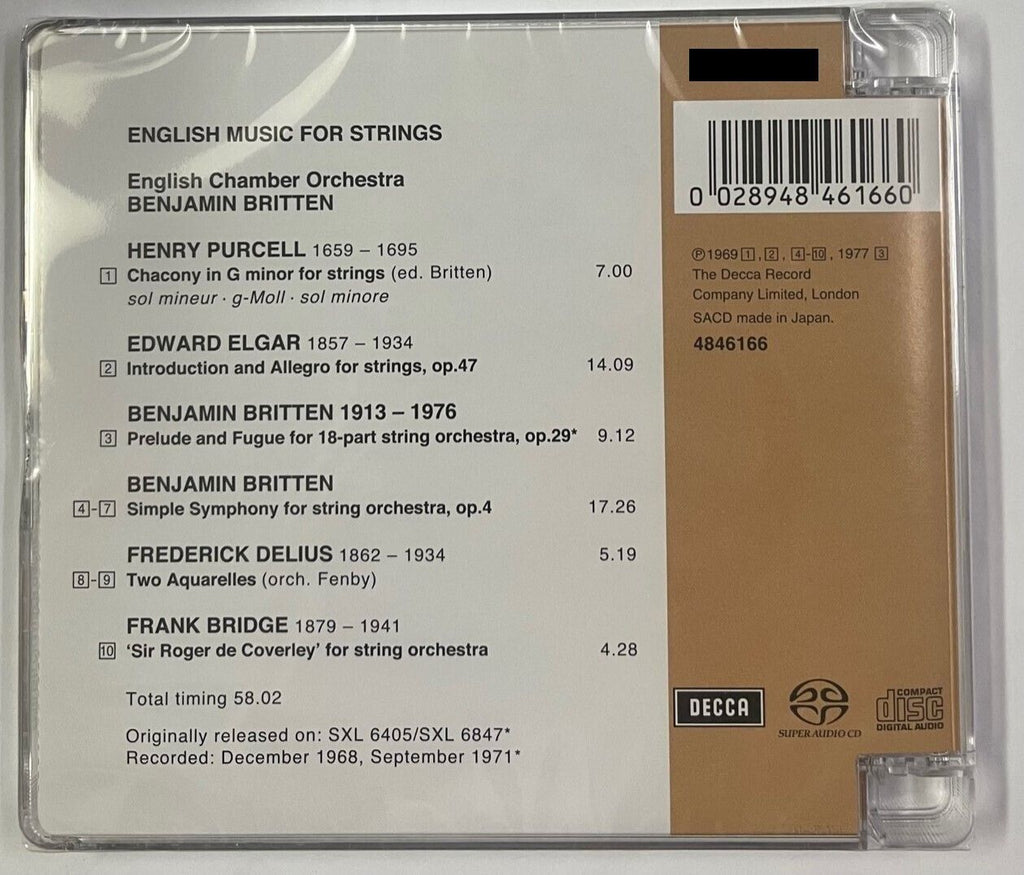 ENGLISH MUSIC FOR STRINGS
English Chamber Orchestra
BENJAMIN BRITTEN
HENRY PURCELL 1659 – 1695
1 Chacony in G minor for strings (ed. Britten) 7.00
sol mineur · g-Moll · sol minore
EDWARD ELGAR 1857 – 1934
2 Introduction and Allegro for strings, op.47 14.09
BENJAMIN BRITTEN 1913 – 1976
3 Prelude and Fugue for 18-part string orchestra, op.29* 9.12
BENJAMIN BRITTEN
4-7 Simple Symphony for string orchestra, op.4 17.26
FREDERICK DELIUS 1862 – 1934 5.19
8-9 Two Aquarelles (orch. Fenby)
FRANK BRIDGE 1879 – 1941
10 ‘Sir Roger de Coverley’ for string orchestra 4.28
Total timing 58.02
Originally released on: SXL 6405/SXL 6847*
Recorded: December 1968, September 1971*
0 028948 461660
℗1969 1, 2, 4-10, 1977 3
The Decca Record
Company Limited, London
SACD made in Japan.
4846166
DECCA
SUPER AUDIO CD
COMPACT
disc
DIGITAL AUDIO